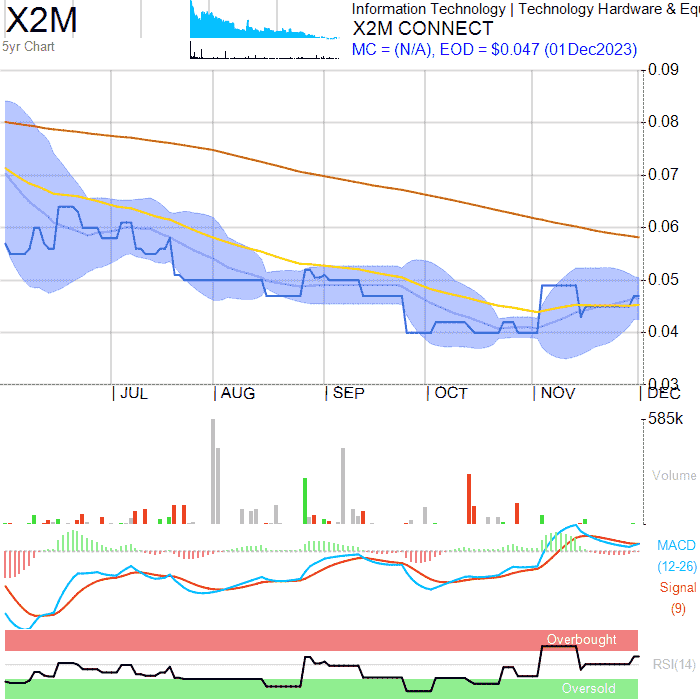 X2M
5yr Chart
Information Technology | Technology Hardware & Equ
X2M CONNECT
MC = (N/A), EOD = $0.047 (01Dec2023)
0.09
0.08
0.07
0.06
0.05
0.04
0.03
JUL AUG SEP OCT NOV DEC
585k
Volume
MACD
(12-26)
Signal
(9)
Overbought
RSI(14)
Oversold